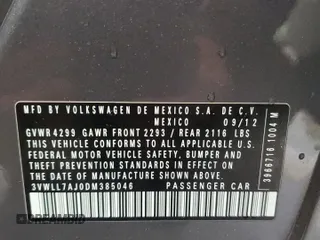 MFD BY VOLKSWAGEN DE MEXICO S.A. DE C.V.
MEXICO 09/12
GVWR 4299 GAWR FRONT 2293 / REAR 2116 LBS
THIS VEHICLE CONFORMS TO ALL APPLICABLE
U.S. FEDERAL MOTOR VEHICLE SAFETY,
BUMPER AND THEFT PREVENTION STANDARDS
IN EFFECT ON THE DATE OF
MANUFACTURE SHOWN ABOVE
3VWLL7AJ0DM385046 PASSENGER CAR
3966716.1004 M